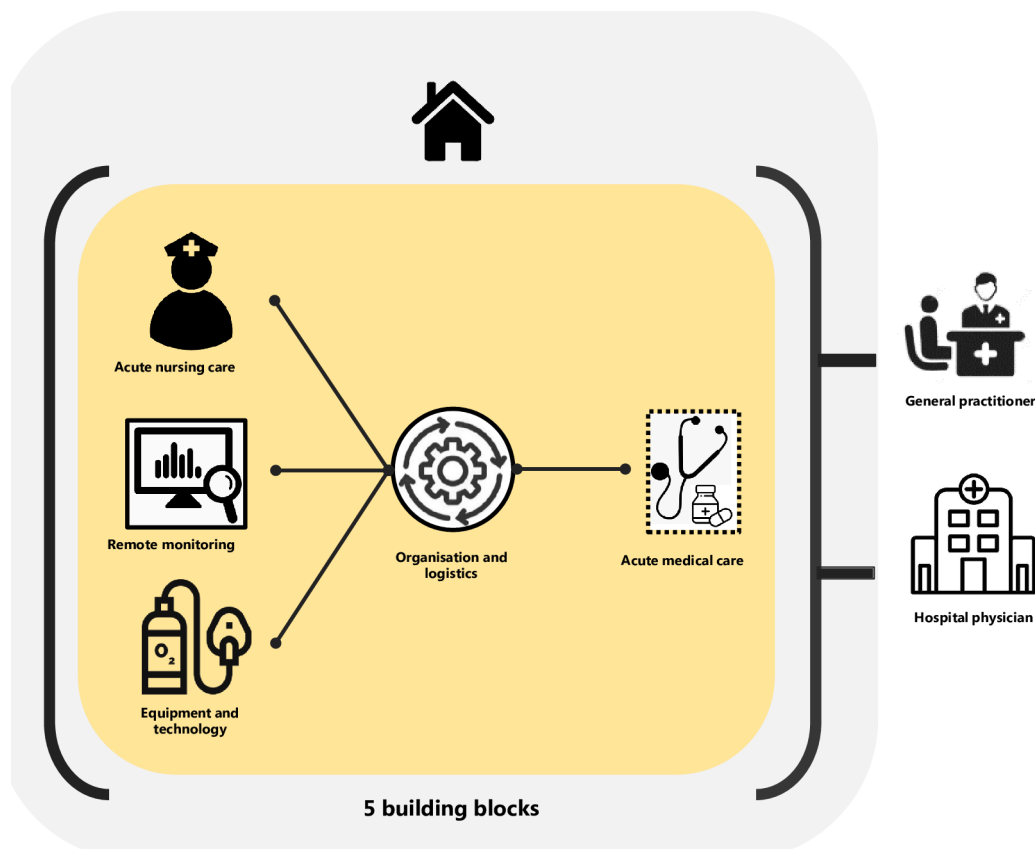 Acute nursing care
Remote monitoring
O2
Equipment and
technology
Organisation and
logistics
Acute medical care
5 building blocks
General practitioner
Hospital physician